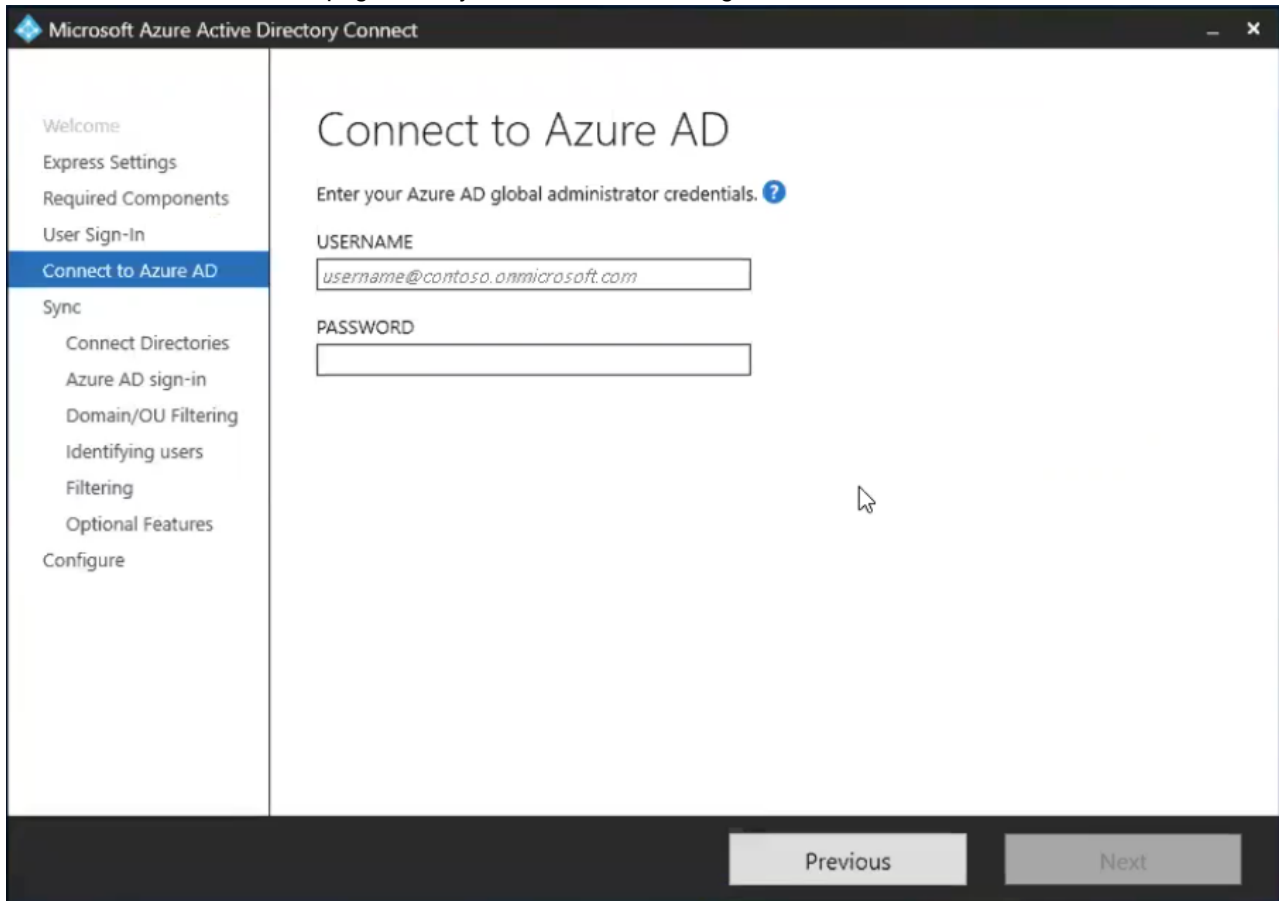 Microsoft Azure Active Directory Connect
Welcome
Express Settings
Required Components
User Sign-In
Connect to Azure AD
Sync
Connect Directories
Azure AD sign-in
Domain/OU Filtering
Identifying users
Filtering
Optional Features
Configure
Connect to Azure AD
Enter your Azure AD global administrator credentials. ?
USERNAME
username@contoso.onmicrosoft.com
PASSWORD
Previous
Next